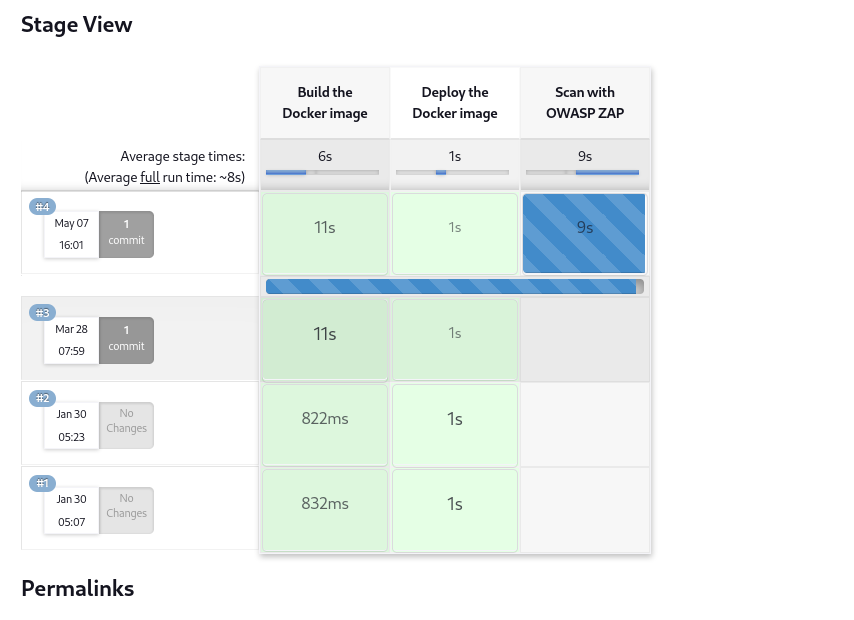 Stage View
Build the
Docker image
Deploy the
Docker image
Scan with
OWASP ZAP
Average stage times:
(Average full run time: ~8s)
6s
1s
9s
#4
May 07
16:01
1
commit
11s
1s
9s
#3
Mar 28
07:59
1
commit
11s
1s
#2
Jan 30
05:23
No
Changes
822ms
1s
#1
Jan 30
05:07
No
Changes
832ms
1s
Permalinks